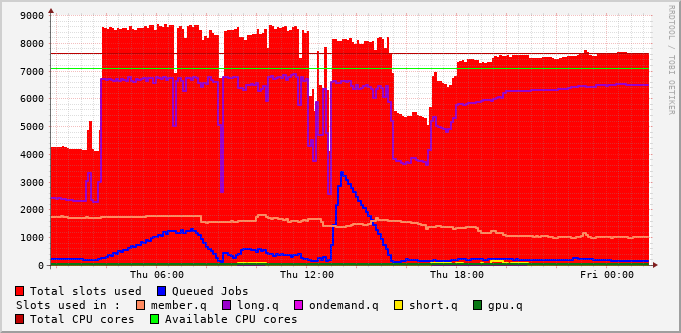 9000
8000
7000
6000
5000
4000
3000
2000
1000
0
Thu 06:00 Thu 12:00 Thu 18:00 Fri 00:00
RRDTOOL / TOBI OETIKER
Total slots used Queued Jobs
Slots used in : member.q long.q ondemand.q short.q gpu.q
Total CPU cores Available CPU cores